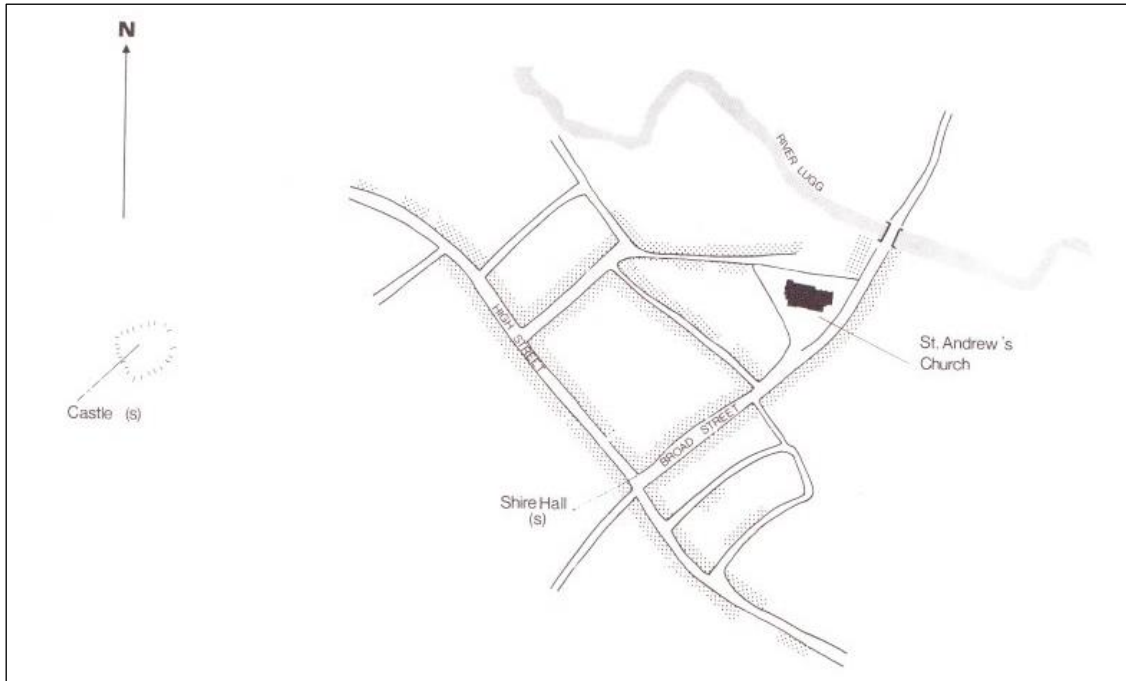 N
RIVER LUGG
HIGH STREET
BROAD STREET
St. Andrew's
Church
Castle (s)
Shire Hall
(s)